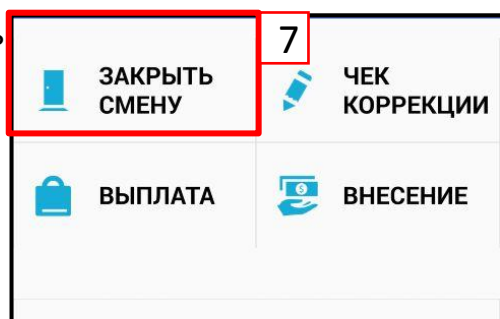 7
ЗАКРЫТЬ
СМЕНУ
ЧЕК
КОРРЕКЦИИ
ВЫПЛАТА
ВНЕСЕНИЕ